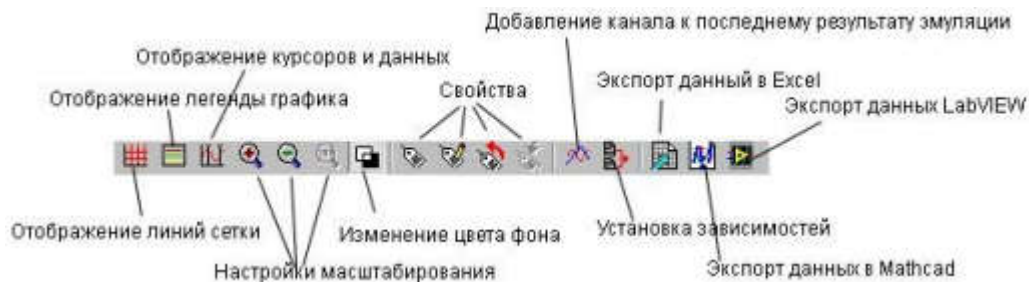 Добавление канала к последнему результату эмуляции
Отображение курсоров и данных
Экспорт данный в Excel
Свойства
Отображение легенды графика
Экспорт данных LabVIEW
Отображение линий сетки
Изменение цвета фона
Установка зависимостей
Настройки масштабирования
Экспорт данных в Mathcad